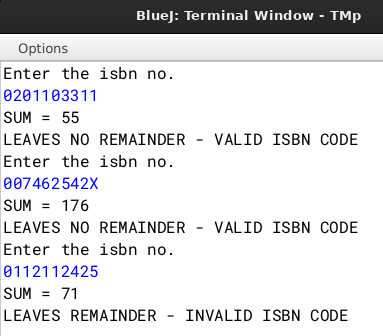 BlueJ: Terminal Window - TMp
Options
Enter the isbn no.
0201103311
SUM = 55
LEAVES NO REMAINDER - VALID ISBN CODE
Enter the isbn no.
007462542X
SUM = 176
LEAVES NO REMAINDER - VALID ISBN CODE
Enter the isbn no.
0112112425
SUM = 71
LEAVES REMAINDER - INVALID ISBN CODE